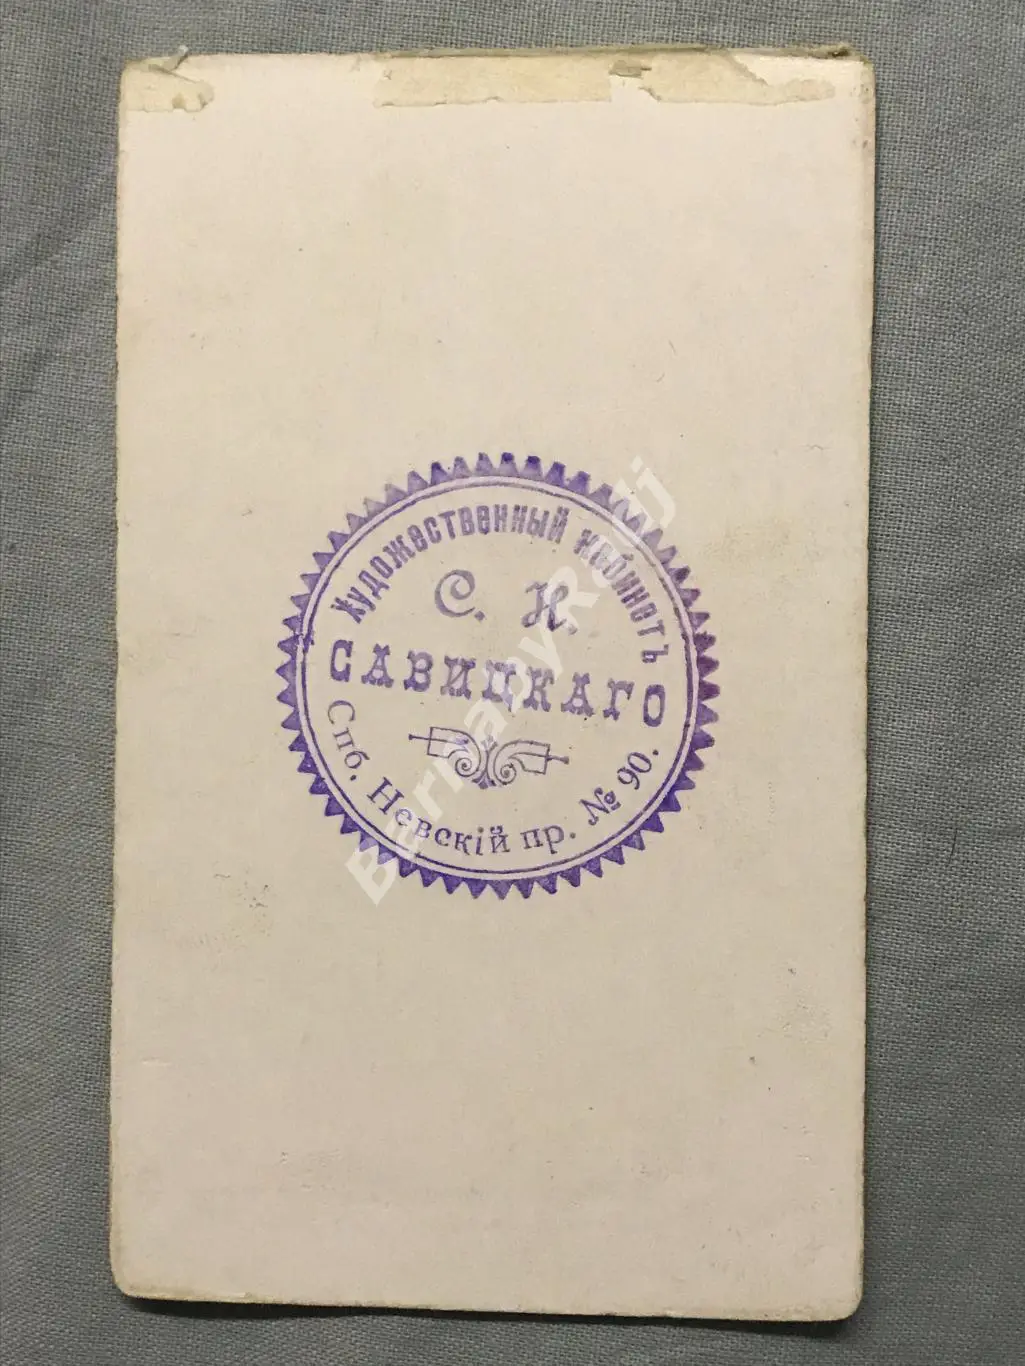 Художественный кабинетъ
С. Н.
САВИЦКАГО
Спб. Невскій пр. № 90.